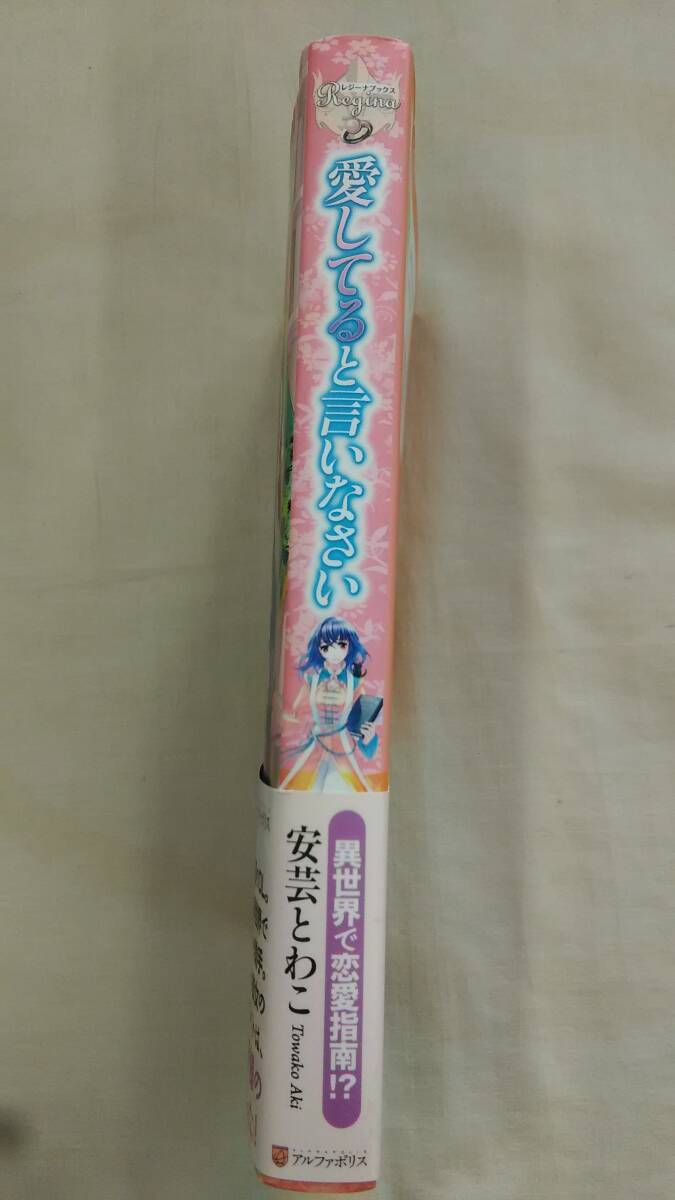 レジーナブックス
Regina
愛してると言いなさい
異世界で恋愛指南!?
安芸とわこ
Towako Aki
ALPHAPOLIS
アルファポリス